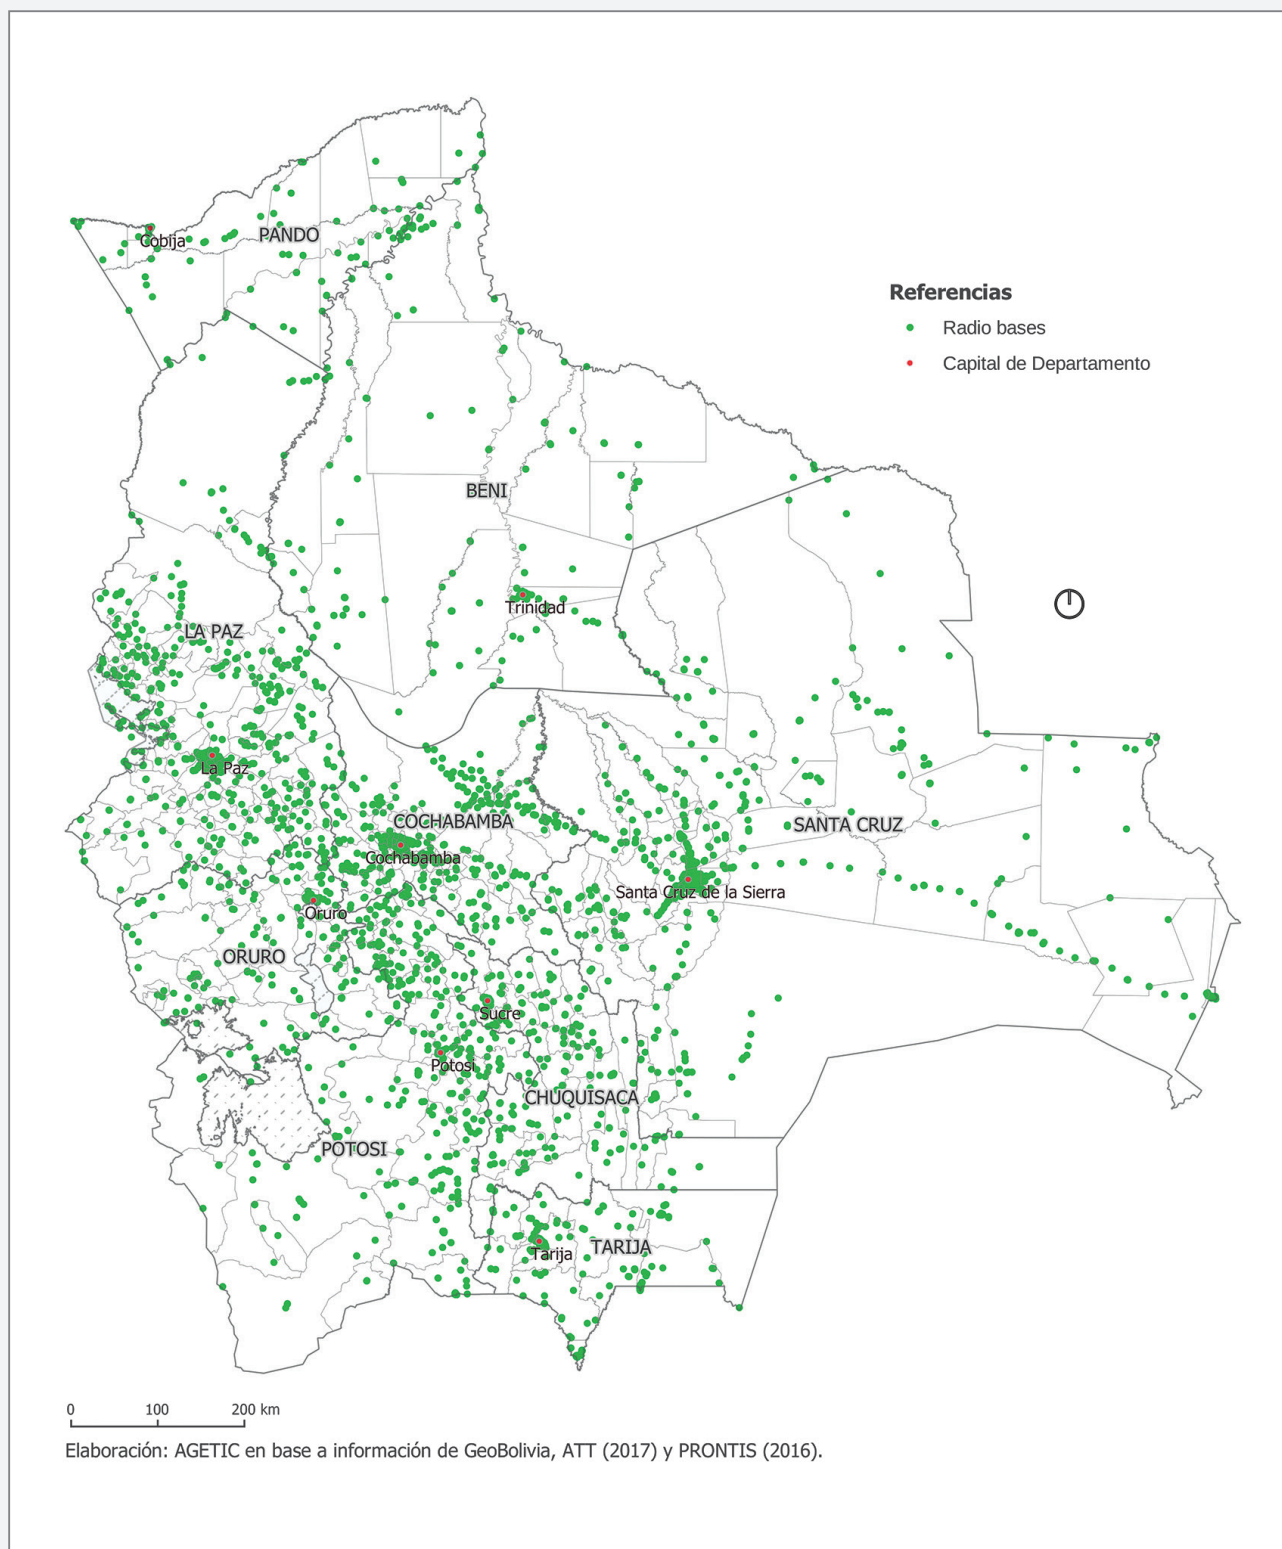 Cobija
PANDO
Referencias
Radio bases
Capital de Departamento
BENI
Trinidad
LA PAZ
La Paz
COCHABAMBA
SANTA CRUZ
Cochabamba
Santa Cruz de la Sierra
Oruro
ORURO
Sucre
Potosi
CHUQUISACA
POTOSI
TARIJA
Tarija
0 100 200 km
Elaboración: AGETIC en base a información de GeoBolivia, ATT (2017) y PRONTIS (2016).